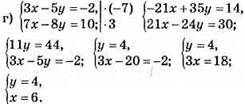 г) {3x − 5y = −2, | · (−7) {−21x + 35y = 14,
{7x − 8y = 10; | · 3 {21x − 24y = 30;
{11y = 44, {y = 4, {y = 4,
{3x − 5y = −2; {3x − 20 = −2; {3x = 18;
{y = 4,
{x = 6.